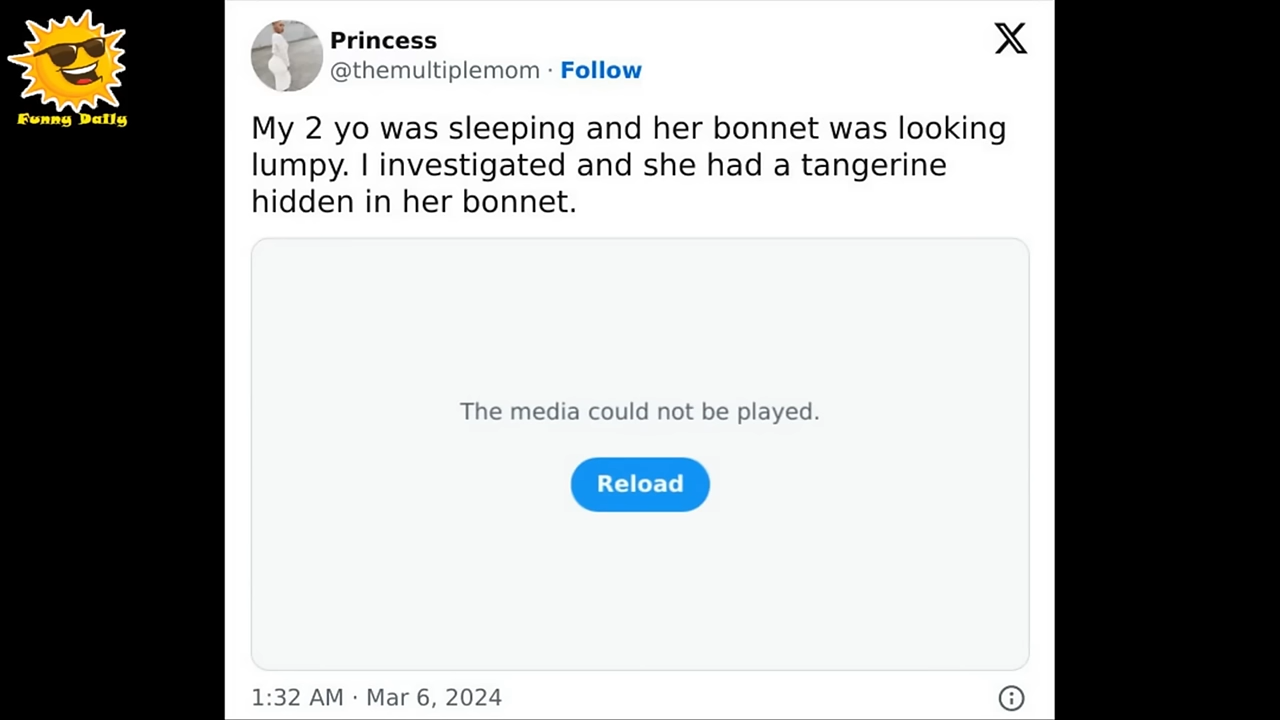 Funny Daily
Princess
@themultiplemom · Follow
My 2 yo was sleeping and her bonnet was looking
lumpy. I investigated and she had a tangerine
hidden in her bonnet.
The media could not be played.
Reload
1:32 AM · Mar 6, 2024